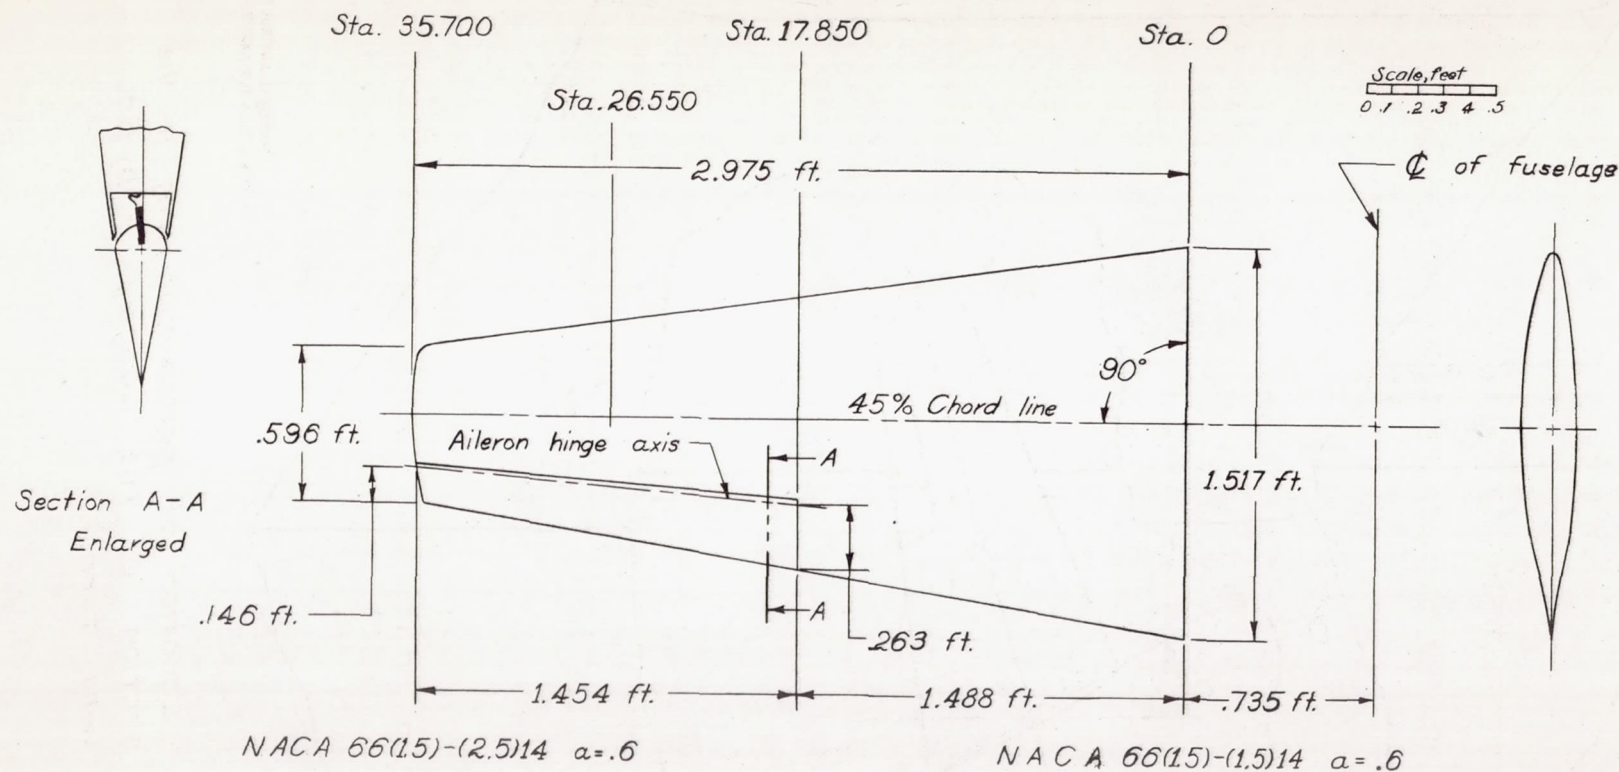 Sta. 35.700
Sta. 17.850
Sta. 0
Scale, feet
0 .1 .2 .3 .4 .5
Sta. 26.550
2.975 ft.
℄ of fuselage
90°
45% Chord line
.596 ft.
Aileron hinge axis
A
1.517 ft.
Section A-A
Enlarged
.146 ft.
A
.263 ft.
1.454 ft.
1.488 ft.
.735 ft.
NACA 66(1.5)-(2.5)14 a=.6
NACA 66(1.5)-(1.5)14 a=.6